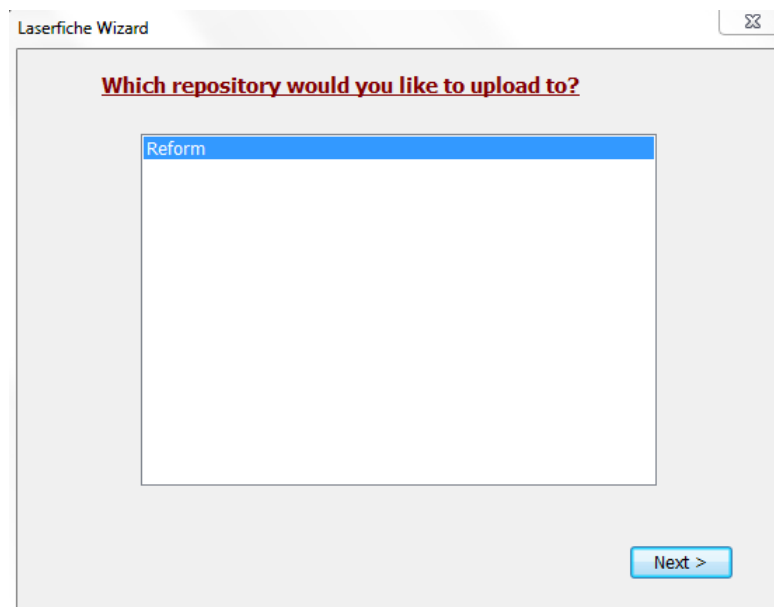 Laserfiche Wizard
Which repository would you like to upload to?
Reform
Next >